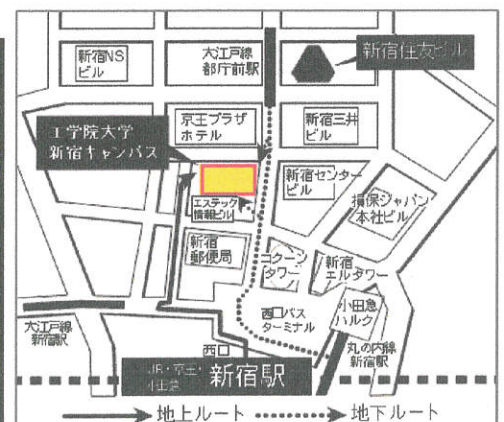 新宿NS
ビル
大江戸線
都庁前駅
新宿住友ビル
京王プラザ
ホテル
新宿三井
ビル
工学院大学
新宿キャンパス
エステック
情報ビル
新宿センター
ビル
損保ジャパン
本社ビル
新宿
郵便局
コクーン
タワー
新宿
エルタワー
西口バス
ターミナル
小田急
ハルク
大江戸線
新宿駅
西口
丸の内線
新宿駅
JR・京王・
小田急
新宿駅
地上ルート
地下ルート